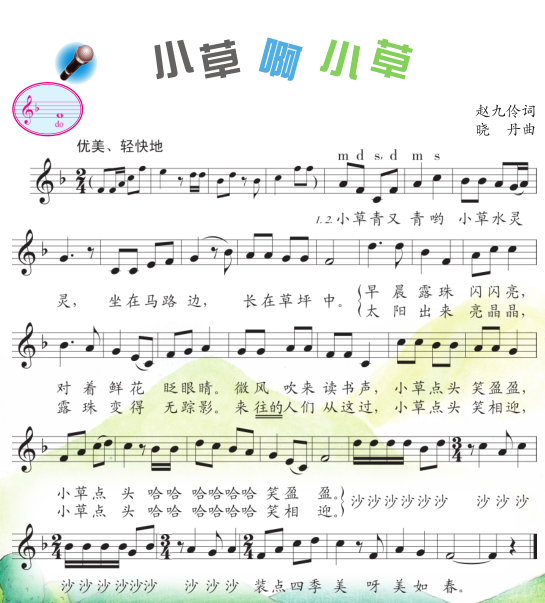 小草啊小草
do
赵九伶词
晓 丹曲
优美、轻快地
m d s, d m s
1.2.小草青又 青哟 小草水灵
灵， 坐在马路 边， 长在草坪 中。 早 晨 露 珠 闪闪亮，
太 阳 出 来 亮晶晶，
对 着 鲜 花 眨眼睛。 微风 吹来读书声， 小草点头 笑盈盈，
露 珠 变 得 无踪影。 来往的人们 从这过， 小草点头 笑相迎，
小草点 头 哈哈 哈哈哈哈 笑 盈 盈。 沙沙沙沙沙沙 沙 沙 沙
小草点 头 哈哈 哈哈哈哈 笑 相 迎。
沙沙沙沙沙沙 沙 沙 沙 装点四季 美 呀 美 如 春。